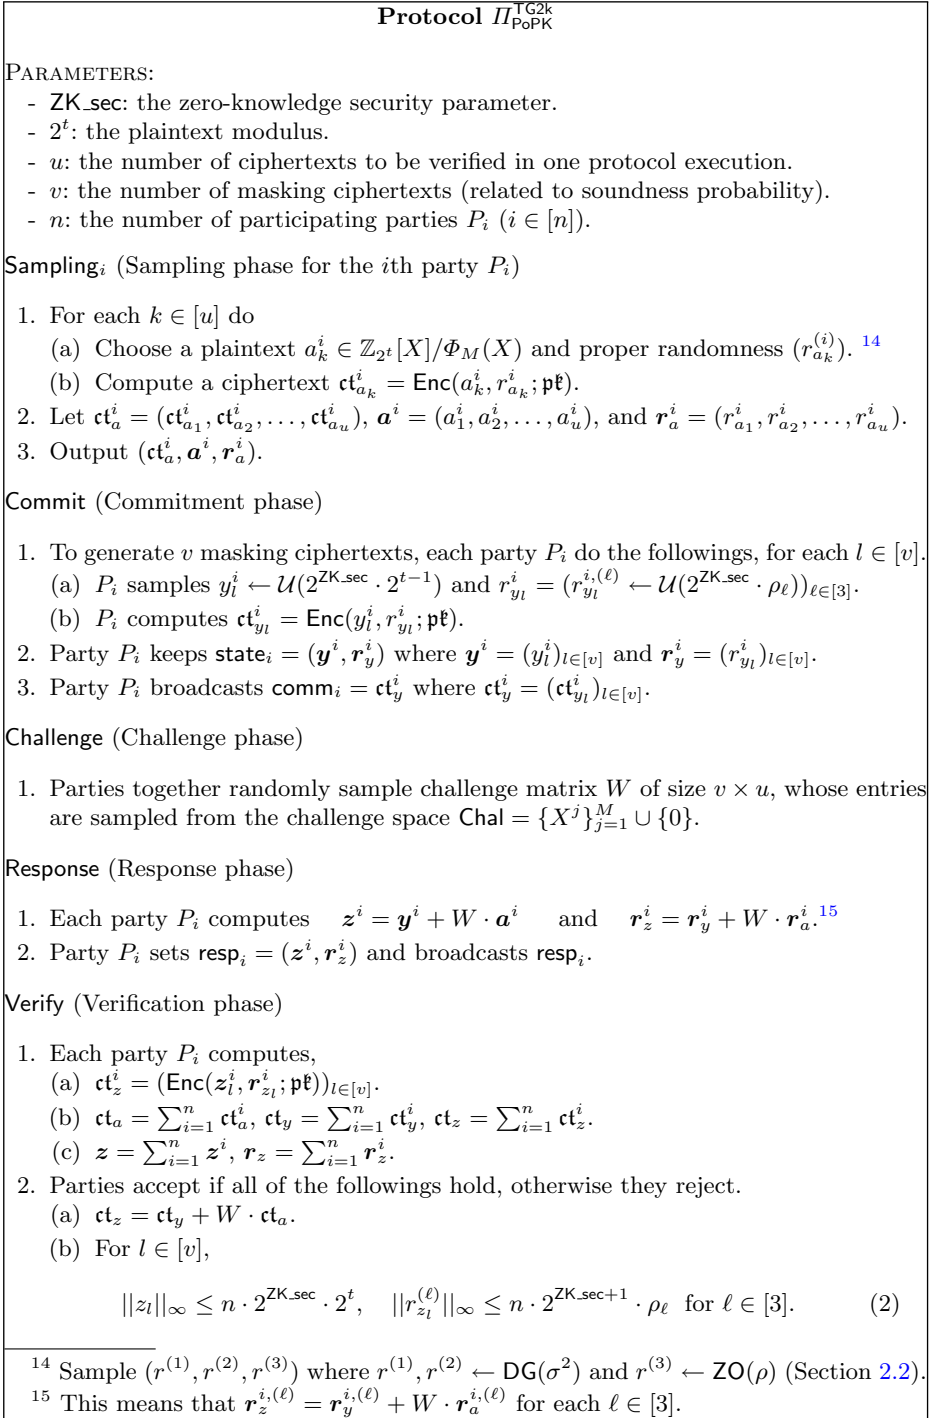 Protocol Π^{TG2k}_{PoPK}
PARAMETERS:
- ZK_sec: the zero-knowledge security parameter.
- 2^t: the plaintext modulus.
- u: the number of ciphertexts to be verified in one protocol execution.
- v: the number of masking ciphertexts (related to soundness probability).
- n: the number of participating parties P_i (i ∈ [n]).
Sampling_i (Sampling phase for the ith party P_i)
1. For each k ∈ [u] do
(a) Choose a plaintext a^i_k ∈ ℤ_{2^t}[X]/Φ_M(X) and proper randomness (r^{(i)}_{a_k}). ^14
(b) Compute a ciphertext 𝔠𝔱^i_{a_k} = Enc(a^i_k, r^i_{a_k}; 𝔭𝔨).
2. Let 𝔠𝔱^i_a = (𝔠𝔱^i_{a_1}, 𝔠𝔱^i_{a_2}, . . . , 𝔠𝔱^i_{a_u}), 𝒂^i = (a^i_1, a^i_2, . . . , a^i_u), and 𝒓^i_a = (r^i_{a_1}, r^i_{a_2}, . . . , r^i_{a_u}).
3. Output (𝔠𝔱^i_a, 𝒂^i, 𝒓^i_a).
Commit (Commitment phase)
1. To generate v masking ciphertexts, each party P_i do the followings, for each l ∈ [v].
(a) P_i samples y^i_l ← 𝒰(2^{ZK_sec} · 2^{t−1}) and r^i_{y_l} = (r^{i,(ℓ)}_{y_l} ← 𝒰(2^{ZK_sec} · ρ_ℓ))_{ℓ∈[3]}.
(b) P_i computes 𝔠𝔱^i_{y_l} = Enc(y^i_l, r^i_{y_l}; 𝔭𝔨).
2. Party P_i keeps state_i = (𝒚^i, 𝒓^i_y) where 𝒚^i = (y^i_l)_{l∈[v]} and 𝒓^i_y = (r^i_{y_l})_{l∈[v]}.
3. Party P_i broadcasts comm_i = 𝔠𝔱^i_y where 𝔠𝔱^i_y = (𝔠𝔱^i_{y_l})_{l∈[v]}.
Challenge (Challenge phase)
1. Parties together randomly sample challenge matrix W of size v × u, whose entries
are sampled from the challenge space Chal = {X^j}^M_{j=1} ∪ {0}.
Response (Response phase)
1. Each party P_i computes 𝒛^i = 𝒚^i + W · 𝒂^i and 𝒓^i_z = 𝒓^i_y + W · 𝒓^i_a.^15
2. Party P_i sets resp_i = (𝒛^i, 𝒓^i_z) and broadcasts resp_i.
Verify (Verification phase)
1. Each party P_i computes,
(a) 𝔠𝔱^i_z = (Enc(𝒛^i_l, 𝒓^i_{z_l}; 𝔭𝔨))_{l∈[v]}.
(b) 𝔠𝔱_a = ∑^n_{i=1} 𝔠𝔱^i_a, 𝔠𝔱_y = ∑^n_{i=1} 𝔠𝔱^i_y, 𝔠𝔱_z = ∑^n_{i=1} 𝔠𝔱^i_z.
(c) 𝒛 = ∑^n_{i=1} 𝒛^i, 𝒓_z = ∑^n_{i=1} 𝒓^i_z.
2. Parties accept if all of the followings hold, otherwise they reject.
(a) 𝔠𝔱_z = 𝔠𝔱_y + W · 𝔠𝔱_a.
(b) For l ∈ [v],
||z_l||_∞ ≤ n · 2^{ZK_sec} · 2^t, ||r^{(ℓ)}_{z_l}||_∞ ≤ n · 2^{ZK_sec+1} · ρ_ℓ for ℓ ∈ [3]. (2)
^14 Sample (r^{(1)}, r^{(2)}, r^{(3)}) where r^{(1)}, r^{(2)} ← DG(σ^2) and r^{(3)} ← ZO(ρ) (Section 2.2).
^15 This means that 𝒓^{i,(ℓ)}_z = 𝒓^{i,(ℓ)}_y + W · 𝒓^{i,(ℓ)}_a for each ℓ ∈ [3].